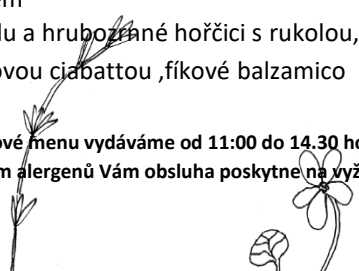 du a hrubozrnné hořčici s rukolou,
ovou ciabattou ,fíkové balzamico
ové menu vydáváme od 11:00 do 14.30 ho
m alergenů Vám obsluha poskytne na vyž